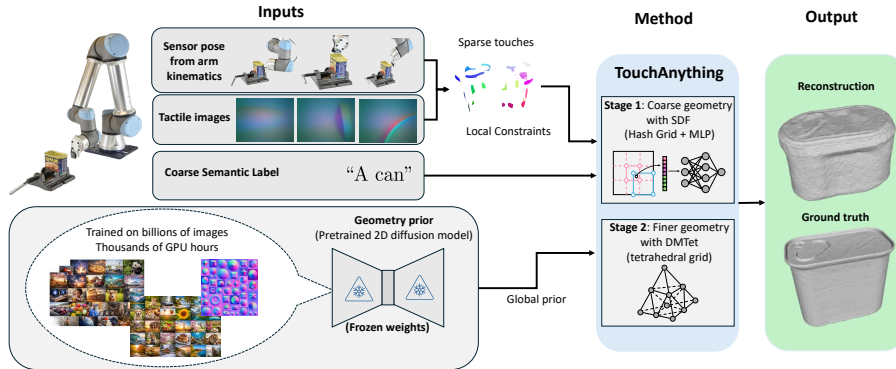 Inputs
Method
Output
Sensor pose
from arm
kinematics
Tactile images
Sparse touches
Local Constraints
Coarse Semantic Label
“A can”
Trained on billions of images
Thousands of GPU hours
Geometry prior
(Pretrained 2D diffusion model)
(Frozen weights)
Global prior
TouchAnything
Stage 1: Coarse geometry
with SDF
(Hash Grid + MLP)
Stage 2: Finer geometry
with DMTet
(tetrahedral grid)
Reconstruction
Ground truth